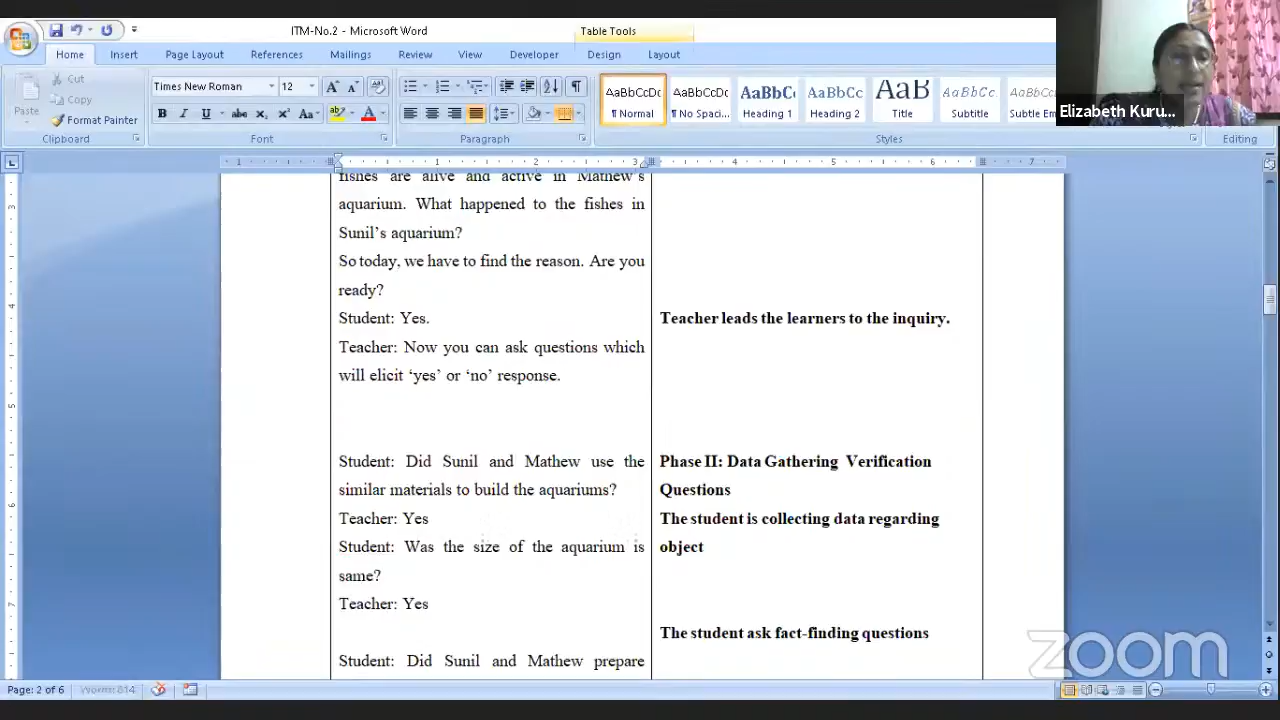 ITM-No.2 - Microsoft Word
Table Tools
Home Insert Page Layout References Mailings Review View Developer Design Layout
Cut
Copy
Format Painter
Paste
Times New Roman 12
AaBbCcDc AaBbCcDc AaBbCc AaBbCc AaB AaBbCc. AaBbCc.
¶ Normal ¶ No Spaci... Heading 1 Heading 2 Title Subtitle Subtle Em...
Clipboard Font Paragraph Styles Editing
Elizabeth Kuru...
fishes are alive and active in Mathew's
aquarium. What happened to the fishes in
Sunil's aquarium?
So today, we have to find the reason. Are you
ready?
Student: Yes.
Teacher leads the learners to the inquiry.
Teacher: Now you can ask questions which
will elicit ‘yes’ or ‘no’ response.
Student: Did Sunil and Mathew use the
similar materials to build the aquariums?
Teacher: Yes
Student: Was the size of the aquarium is
same?
Teacher: Yes
Student: Did Sunil and Mathew prepare
Phase II: Data Gathering Verification
Questions
The student is collecting data regarding
object
The student ask fact-finding questions
zoom
Page: 2 of 6 Words: 814